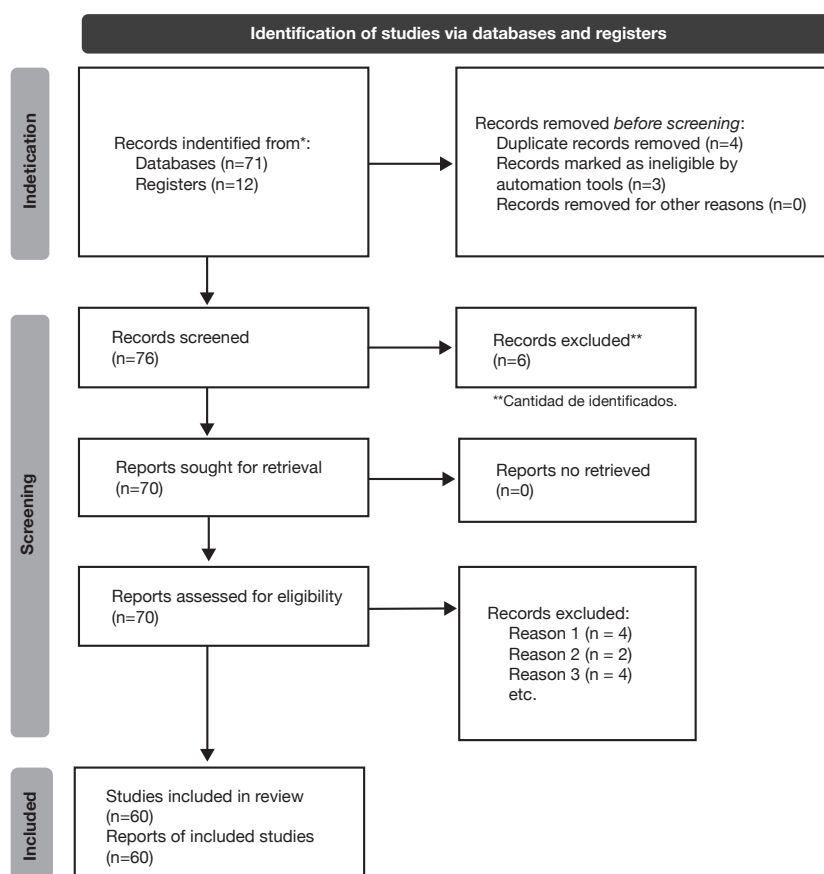 Identification of studies via databases and registers
Indetication
Records indentified from*:
Databases (n=71)
Registers (n=12)
Records removed before screening:
Duplicate records removed (n=4)
Records marked as ineligible by
automation tools (n=3)
Records removed for other reasons (n=0)
Screening
Records screened
(n=76)
Records excluded**
(n=6)
**Cantidad de identificados.
Reports sought for retrieval
(n=70)
Reports no retrieved
(n=0)
Reports assessed for eligibility
(n=70)
Records excluded:
Reason 1 (n = 4)
Reason 2 (n = 2)
Reason 3 (n = 4)
etc.
Included
Studies included in review
(n=60)
Reports of included studies
(n=60)